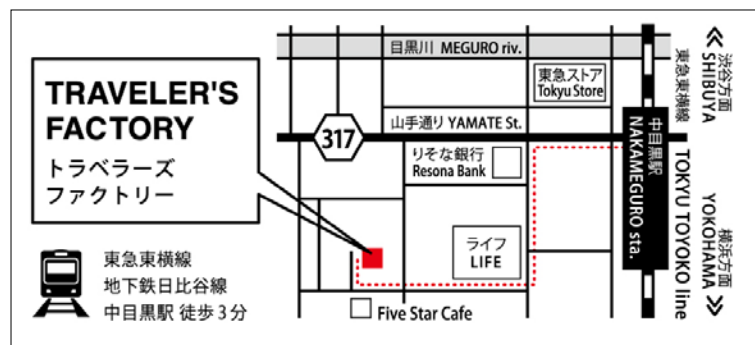 目黒川 MEGURO riv.
東急ストア
Tokyu Store
山手通り YAMATE St.
317
りそな銀行
Resona Bank
ライフ
LIFE
Five Star Cafe
TRAVELER'S
FACTORY
トラベラーズ
ファクトリー
東急東横線
地下鉄日比谷線
中目黒駅 徒歩3分
中目黒駅
NAKAMEGURO sta.
渋谷方面
SHIBUYA
東急東横線
TOKYU TOYOKO line
横浜方面
YOKOHAMA